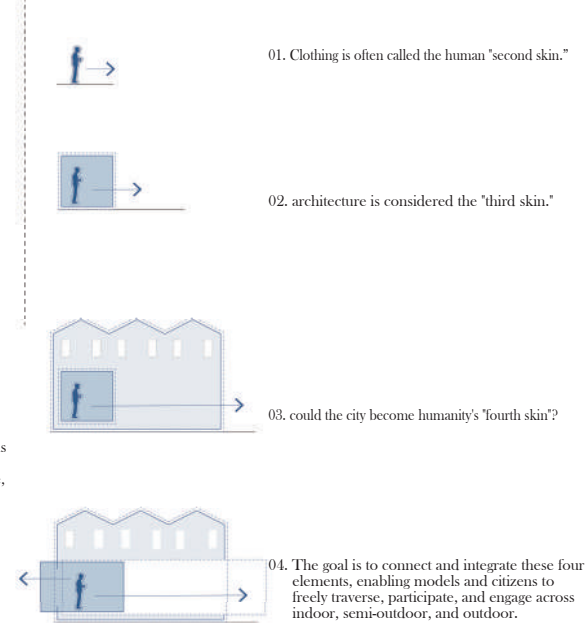 01. Clothing is often called the human "second skin."
02. architecture is considered the "third skin."
03. could the city become humanity's "fourth skin"?
04. The goal is to connect and integrate these four
elements, enabling models and citizens to
freely traverse, participate, and engage across
indoor, semi-outdoor, and outdoor.